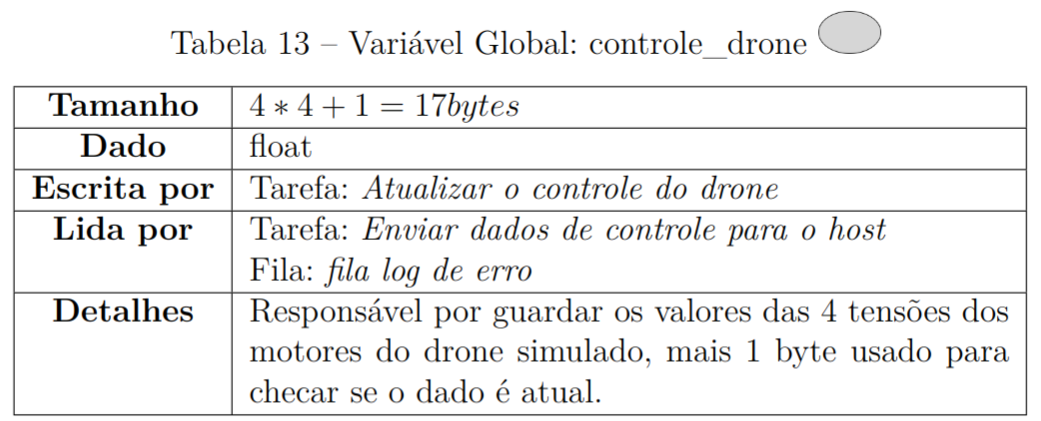 Tabela 13 – Variável Global: controle_drone
Tamanho 4 ∗ 4 + 1 = 17bytes
Dado float
Escrita por Tarefa: Atualizar o controle do drone
Lida por Tarefa: Enviar dados de controle para o host
Fila: fila log de erro
Detalhes Responsável por guardar os valores das 4 tensões dos
motores do drone simulado, mais 1 byte usado para
checar se o dado é atual.